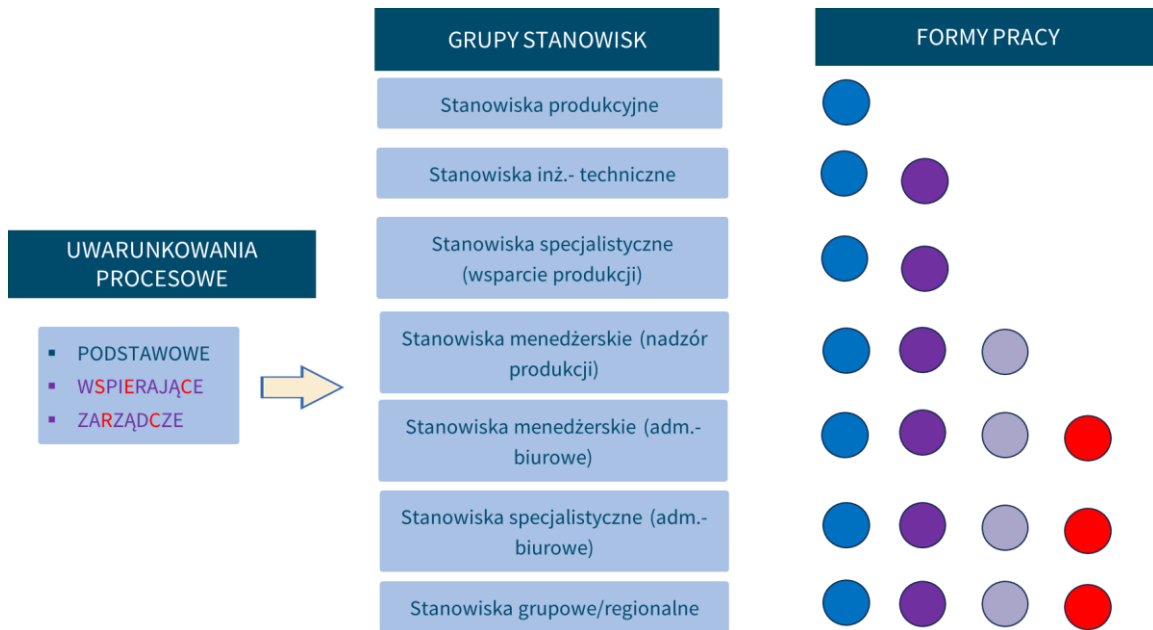 GRUPY STANOWISK
FORMY PRACY
Stanowiska produkcyjne
Stanowiska inż.- techniczne
UWARUNKOWANIA
PROCESOWE
Stanowiska specjalistyczne
(wsparcie produkcji)
▪ PODSTAWOWE
▪ WSPIERAJĄCE
▪ ZARZĄDCZE
Stanowiska menedżerskie (nadzór
produkcji)
Stanowiska menedżerskie (adm.-
biurowe)
Stanowiska specjalistyczne (adm.-
biurowe)
Stanowiska grupowe/regionalne